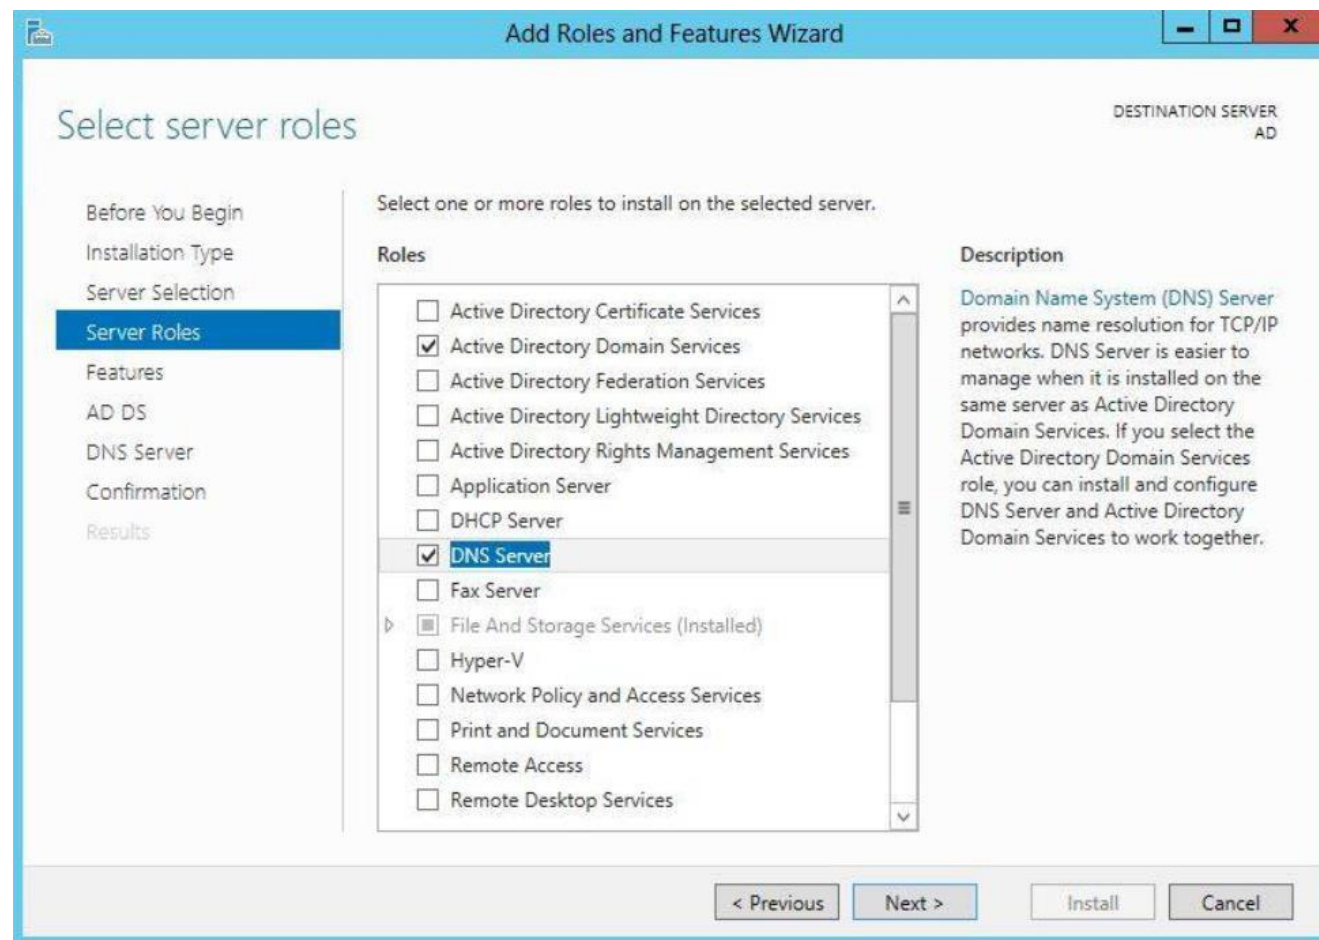 Add Roles and Features Wizard
Select server roles
DESTINATION SERVER
AD
Before You Begin
Installation Type
Server Selection
Server Roles
Features
AD DS
DNS Server
Confirmation
Results
Select one or more roles to install on the selected server.
Roles
Active Directory Certificate Services
Active Directory Domain Services
Active Directory Federation Services
Active Directory Lightweight Directory Services
Active Directory Rights Management Services
Application Server
DHCP Server
DNS Server
Fax Server
File And Storage Services (Installed)
Hyper-V
Network Policy and Access Services
Print and Document Services
Remote Access
Remote Desktop Services
Description
Domain Name System (DNS) Server
provides name resolution for TCP/IP
networks. DNS Server is easier to
manage when it is installed on the
same server as Active Directory
Domain Services. If you select the
Active Directory Domain Services
role, you can install and configure
DNS Server and Active Directory
Domain Services to work together.
< Previous
Next >
Install
Cancel